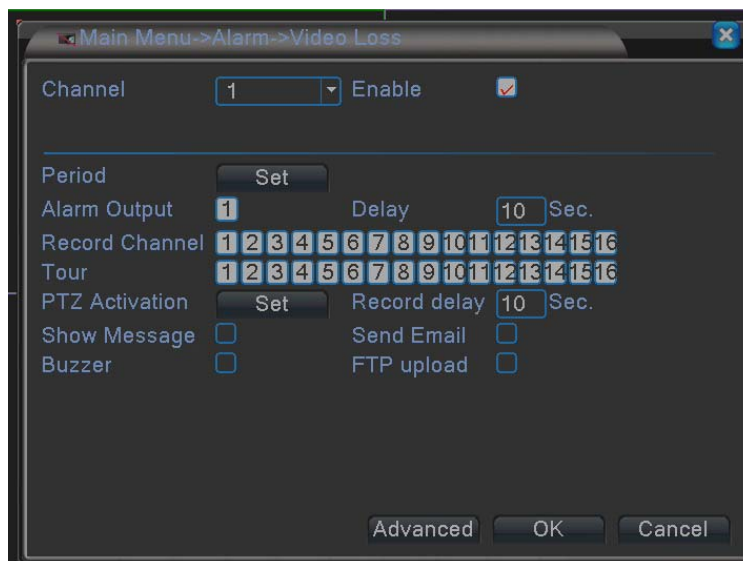 Main Menu->Alarm->Video Loss
Channel 1 Enable
Period Set
Alarm Output 1 Delay 10 Sec.
Record Channel 1 2 3 4 5 6 7 8 9 10 11 12 13 14 15 16
Tour 1 2 3 4 5 6 7 8 9 10 11 12 13 14 15 16
PTZ Activation Set Record delay 10 Sec.
Show Message Send Email
Buzzer FTP upload
Advanced OK Cancel